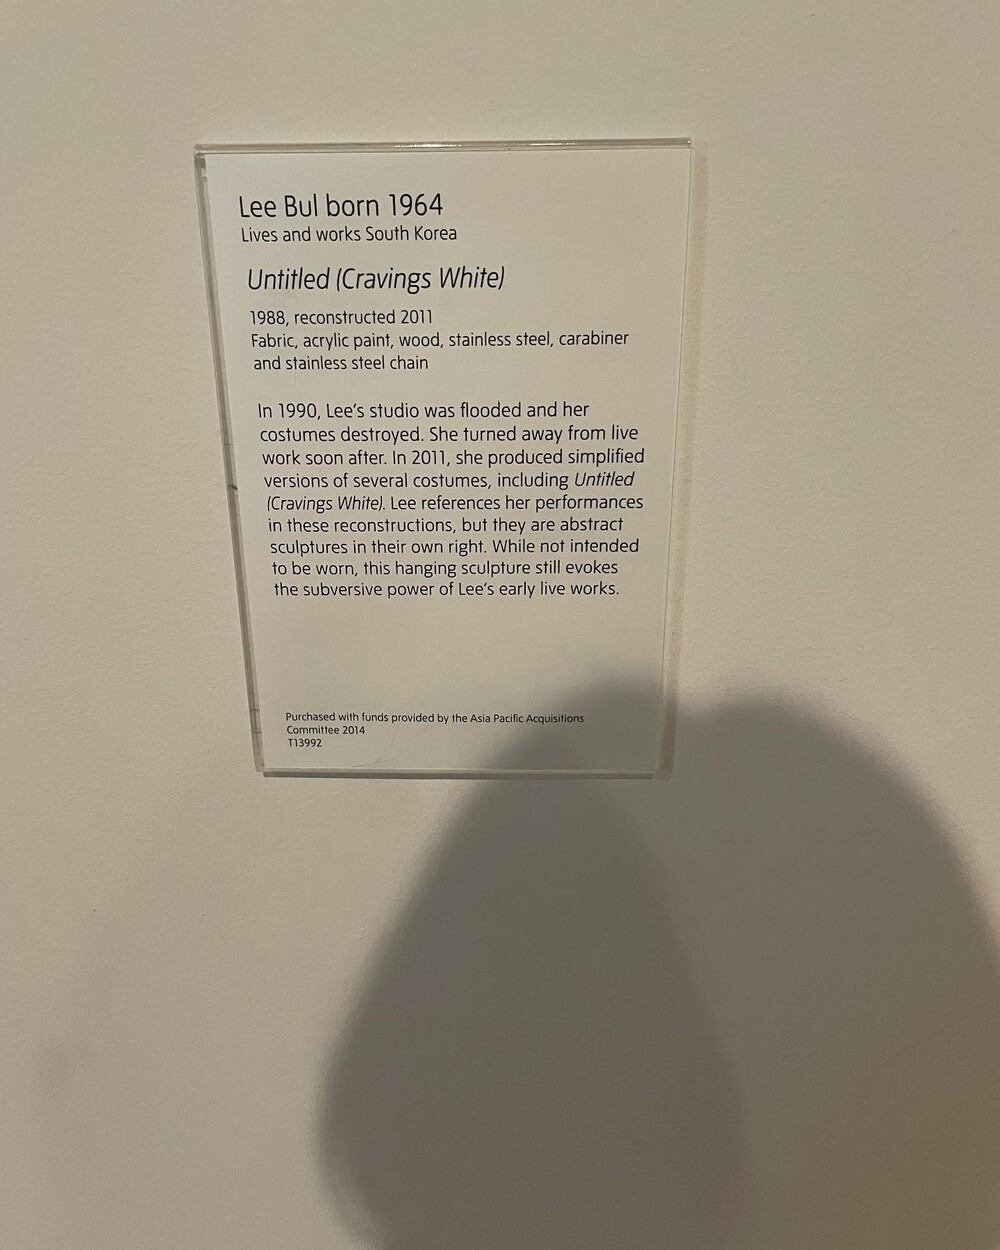 Lee Bul born 1964
Lives and works South Korea
Untitled (Cravings White)
1988, reconstructed 2011
Fabric, acrylic paint, wood, stainless steel, carabiner
and stainless steel chain
In 1990, Lee's studio was flooded and her
costumes destroyed. She turned away from live
work soon after. In 2011, she produced simplified
versions of several costumes, including Untitled
(Cravings White). Lee references her performances
in these reconstructions, but they are abstract
sculptures in their own right. While not intended
to be worn, this hanging sculpture still evokes
the subversive power of Lee's early live works.
Purchased with funds provided by the Asia Pacific Acquisitions
Committee 2014
T13992